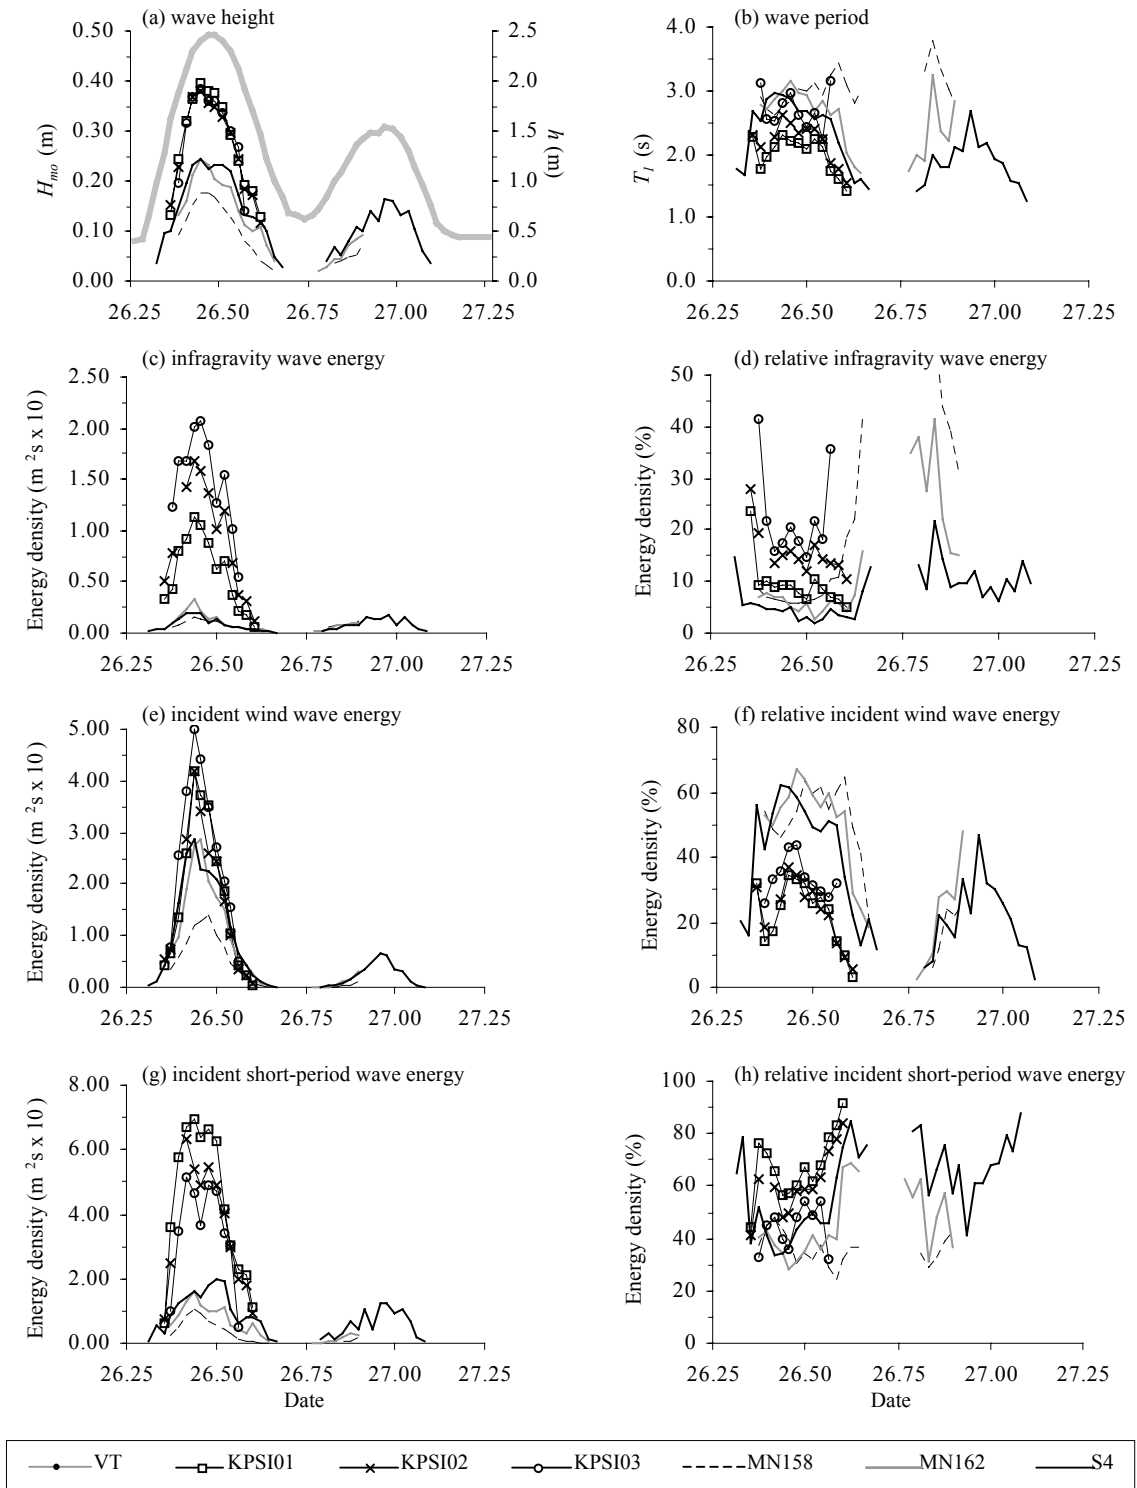 (a) wave height
(b) wave period
0.50
0.40
0.30
0.20
0.10
0.00
Hmo (m)
2.5
2.0
1.5
1.0
0.5
0.0
h (m)
26.25 26.50 26.75 27.00 27.25
4.0
3.0
2.0
1.0
0.0
T1 (s)
26.25 26.50 26.75 27.00 27.25
(c) infragravity wave energy
(d) relative infragravity wave energy
2.50
2.00
1.50
1.00
0.50
0.00
Energy density (m 2s x 10)
26.25 26.50 26.75 27.00 27.25
50
40
30
20
10
0
Energy density (%)
26.25 26.50 26.75 27.00 27.25
(e) incident wind wave energy
(f) relative incident wind wave energy
5.00
4.00
3.00
2.00
1.00
0.00
Energy density (m 2s x 10)
26.25 26.50 26.75 27.00 27.25
80
60
40
20
0
Energy density (%)
26.25 26.50 26.75 27.00 27.25
(g) incident short-period wave energy
(h) relative incident short-period wave energy
8.00
6.00
4.00
2.00
0.00
Energy density (m 2s x 10)
26.25 26.50 26.75 27.00 27.25
Date
100
80
60
40
20
0
Energy density (%)
26.25 26.50 26.75 27.00 27.25
Date
VT KPSI01 KPSI02 KPSI03 MN158 MN162 S4